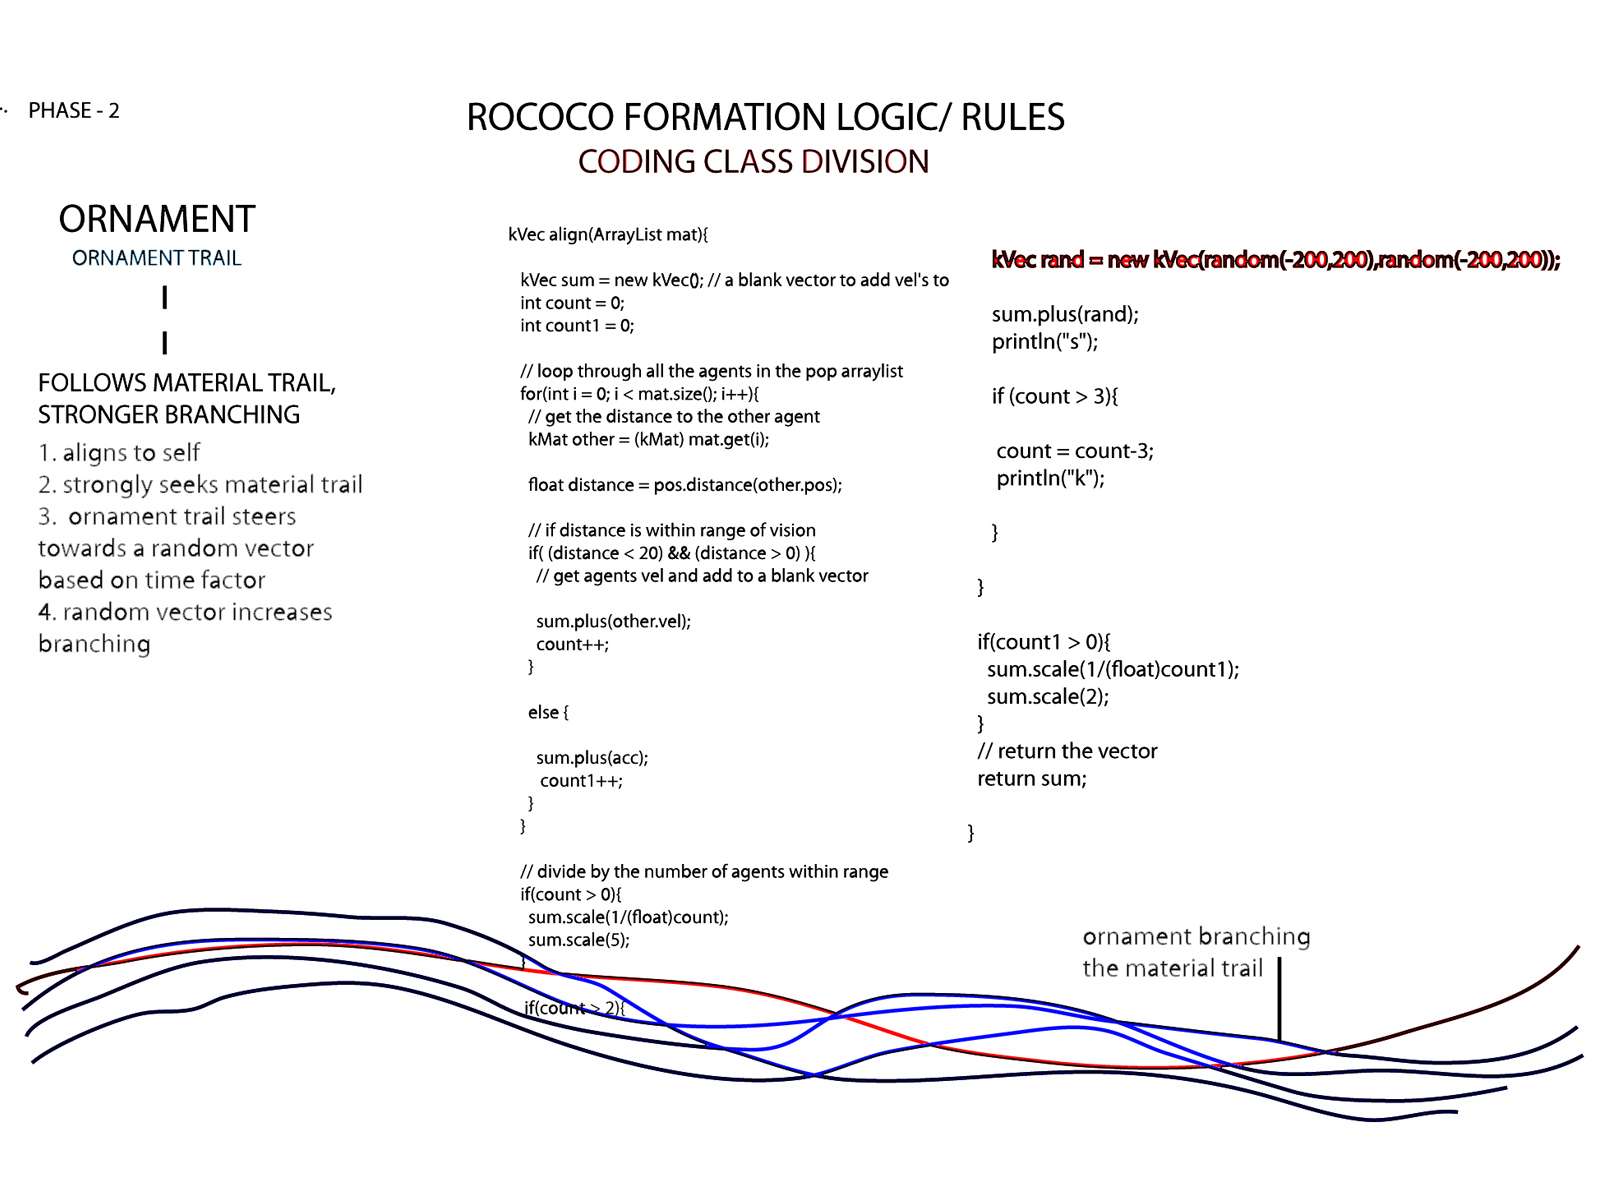 PHASE - 2
ROCOCO FORMATION LOGIC/ RULES
CODING CLASS DIVISION
ORNAMENT
ORNAMENT TRAIL
FOLLOWS MATERIAL TRAIL,
STRONGER BRANCHING
1. aligns to self
2. strongly seeks material trail
3. ornament trail steers
towards a random vector
based on time factor
4. random vector increases
branching
kVec align(ArrayList mat){
kVec sum = new kVec(); // a blank vector to add vel's to
int count = 0;
int count1 = 0;
// loop through all the agents in the pop arraylist
for(int i = 0; i < mat.size(); i++){
// get the distance to the other agent
kMat other = (kMat) mat.get(i);
float distance = pos.distance(other.pos);
// if distance is within range of vision
if( (distance < 20) && (distance > 0) ){
// get agents vel and add to a blank vector
sum.plus(other.vel);
count++;
}
else {
sum.plus(acc);
count1++;
}
}
// divide by the number of agents within range
if(count > 0){
sum.scale(1/(float)count);
sum.scale(5);
}
if(count > 2){
kVec rand = new kVec(random(-200,200),random(-200,200));
sum.plus(rand);
println("s");
if (count > 3){
count = count-3;
println("k");
}
}
if(count1 > 0){
sum.scale(1/(float)count1);
sum.scale(2);
}
// return the vector
return sum;
}
ornament branching
the material trail